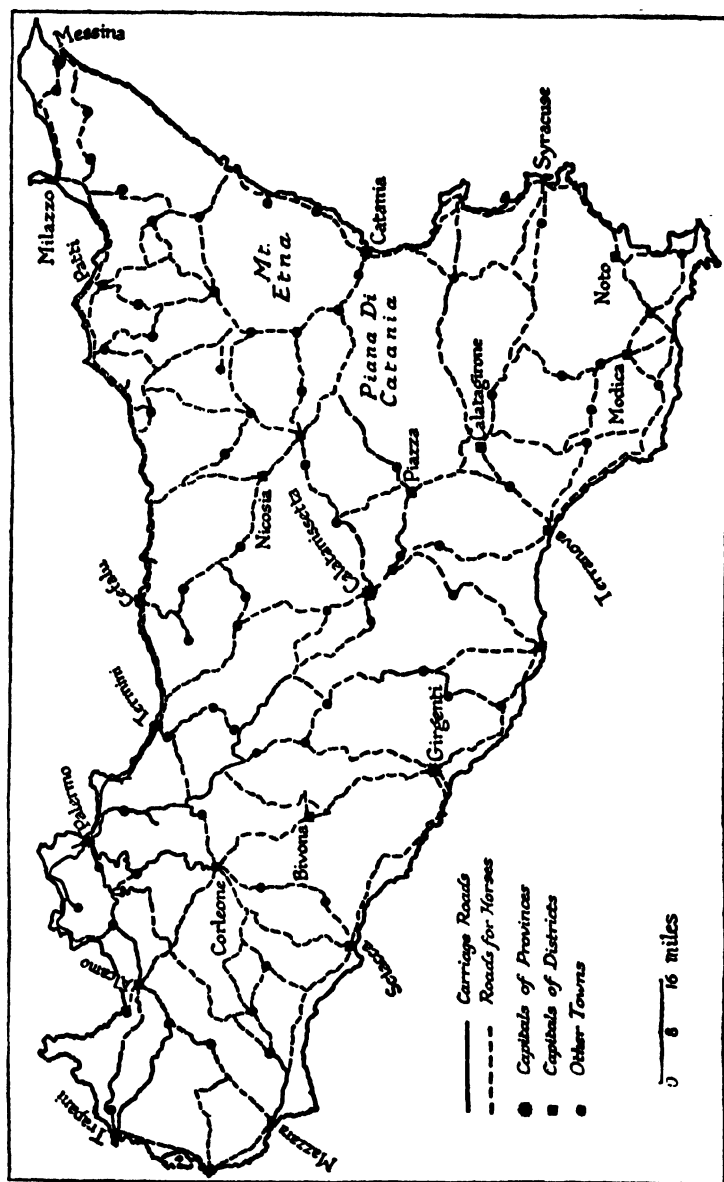 Messina
Milazzo
Patti
Cefalu
Termini
Palermo
Alcamo
Trapani
Mt.
Etna
Nicosia
Catania
Piana Di
Catania
Calatanissetta
Corleone
Bivona
Mazzara
Piazza
Calatagirone
Syracuse
Sciacca
Girgenti
Noto
Modica
Terranova
Carriage Roads
Roads for Horses
Capitals of Provinces
Capitals of Districts
Other Towns
0 8 16 miles